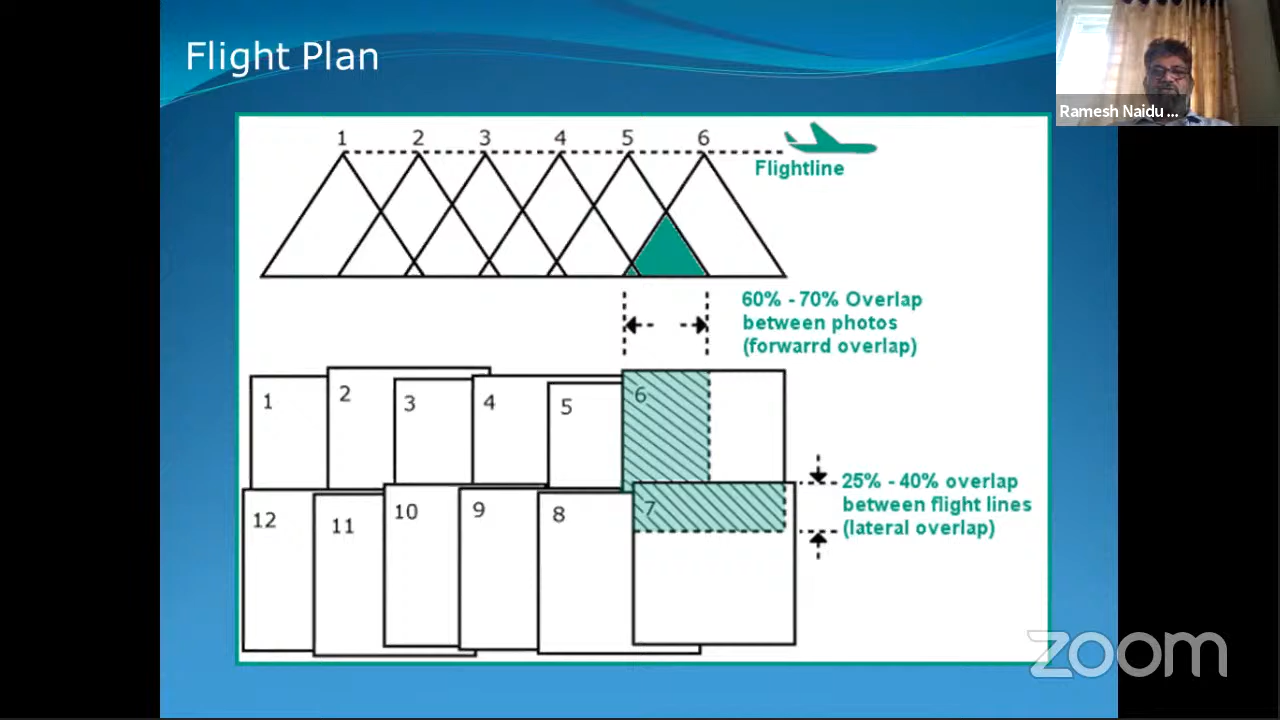 Flight Plan
Ramesh Naidu ...
1 2 3 4 5 6
Flightline
60% - 70% Overlap
between photos
(forwarrd overlap)
1 2 3 4 5 6
25% - 40% overlap
between flight lines
(lateral overlap)
12 11 10 9 8 7
zoom